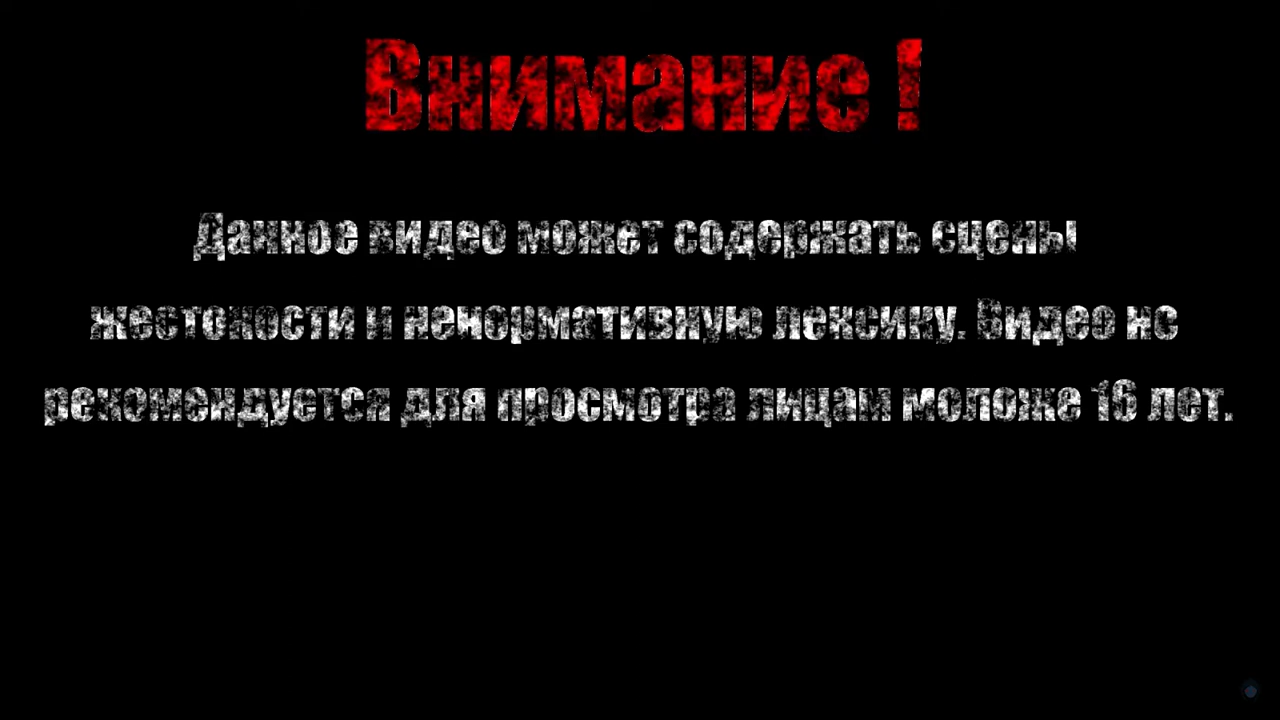 Внимание !
Данное видео может содержать сцены
жестокости и ненормативную лексику. Видео не
рекомендуется для просмотра лицам моложе 16 лет.